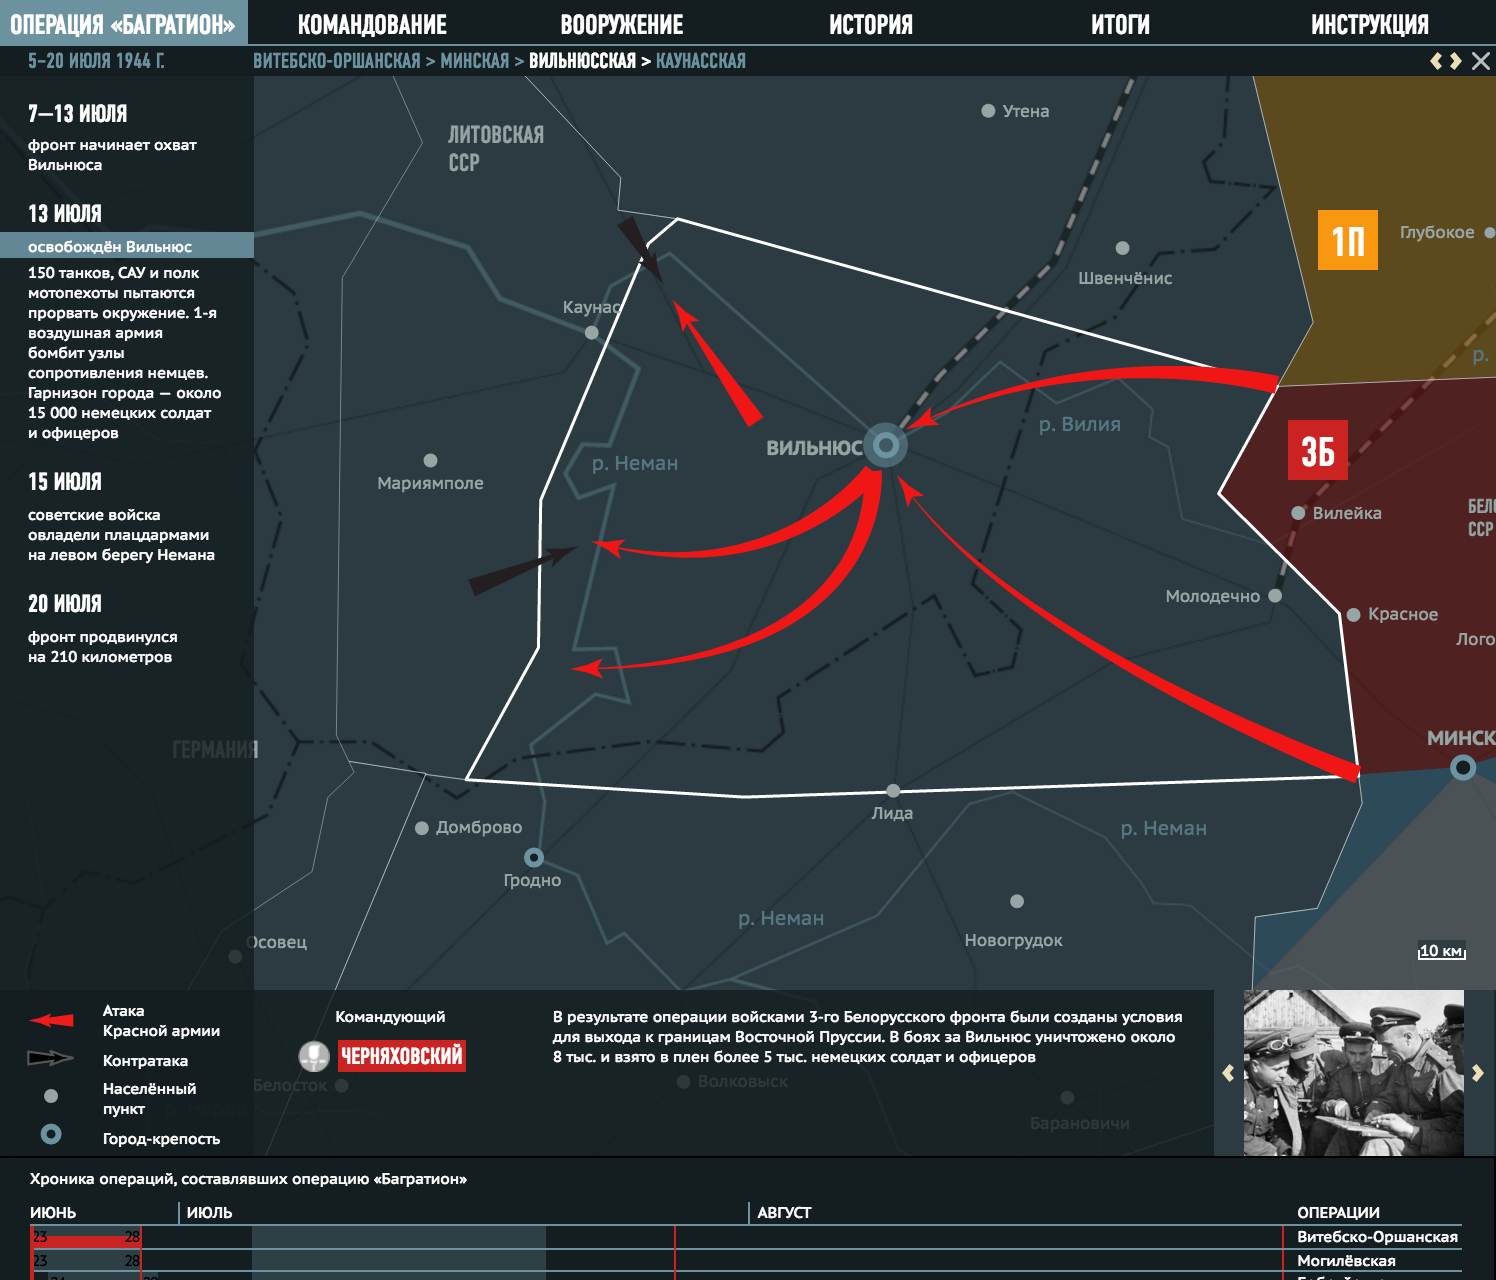 ОПЕРАЦИЯ «БАГРАТИОН»
КОМАНДОВАНИЕ
ВООРУЖЕНИЕ
ИСТОРИЯ
ИТОГИ
ИНСТРУКЦИЯ
5–20 ИЮЛЯ 1944 Г.
ВИТЕБСКО-ОРШАНСКАЯ > МИНСКАЯ > ВИЛЬНЮССКАЯ > КАУНАССКАЯ
7–13 ИЮЛЯ
фронт начинает охват
Вильнюса
13 ИЮЛЯ
освобождён Вильнюс
150 танков, САУ и полк
мотопехоты пытаются
прорвать окружение. 1-я
воздушная армия
бомбит узлы
сопротивления немцев.
Гарнизон города — около
15 000 немецких солдат
и офицеров
15 ИЮЛЯ
советские войска
овладели плацдармами
на левом берегу Немана
20 ИЮЛЯ
фронт продвинулся
на 210 километров
ЛИТОВСКАЯ
ССР
Утена
1П
Глубокое
Швенчёнис
Каунас
р.
р. Вилия
ВИЛЬНЮС
3Б
р. Неман
Мариямполе
Вилейка
БЕЛО
ССР
Молодечно
Красное
Лого
МИНСК
ГЕРМАНИЯ
Лида
Домброво
р. Неман
Гродно
р. Неман
Осовец
Новогрудок
10 км
Атака
Красной армии
Контратака
Населённый
пункт
Город-крепость
Командующий
ЧЕРНЯХОВСКИЙ
В результате операции войсками 3-го Белорусского фронта были созданы условия
для выхода к границам Восточной Пруссии. В боях за Вильнюс уничтожено около
8 тыс. и взято в плен более 5 тыс. немецких солдат и офицеров
Белосток
Волковыск
р. Нарев
Барановичи
Хроника операций, составлявших операцию «Багратион»
ИЮНЬ
ИЮЛЬ
АВГУСТ
ОПЕРАЦИИ
23 28
Витебско-Оршанская
23 28
Могилёвская